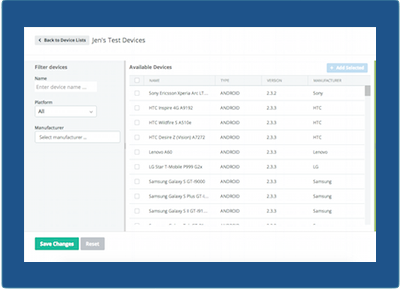 < Back to Device Lists Jen's Test Devices
Filter devices
Name
Enter device name ...
Platform
All
Manufacturer
Select manufacturer ...
Available Devices
+ Add Selected
NAME TYPE VERSION MANUFACTURER
Sony Ericsson Xperia Arc LT... ANDROID 2.3.2 Sony
HTC Inspire 4G A9192 ANDROID 2.3.3 HTC
HTC Wildfire S A510e ANDROID 2.3.3 HTC
HTC Desire Z (Vision) A7272 ANDROID 2.3.3 HTC
Lenovo A60 ANDROID 2.3.3 Lenovo
LG Star T-Mobile P999 G2x ANDROID 2.3.3 LG
Samsung Galaxy S GT-I9000 ANDROID 2.3.3 Samsung
Samsung Galaxy S Plus GT-I... ANDROID 2.3.3 Samsung
Samsung Galaxy S II GT-I91... ANDROID 2.3.3 Samsung
Save Changes Reset